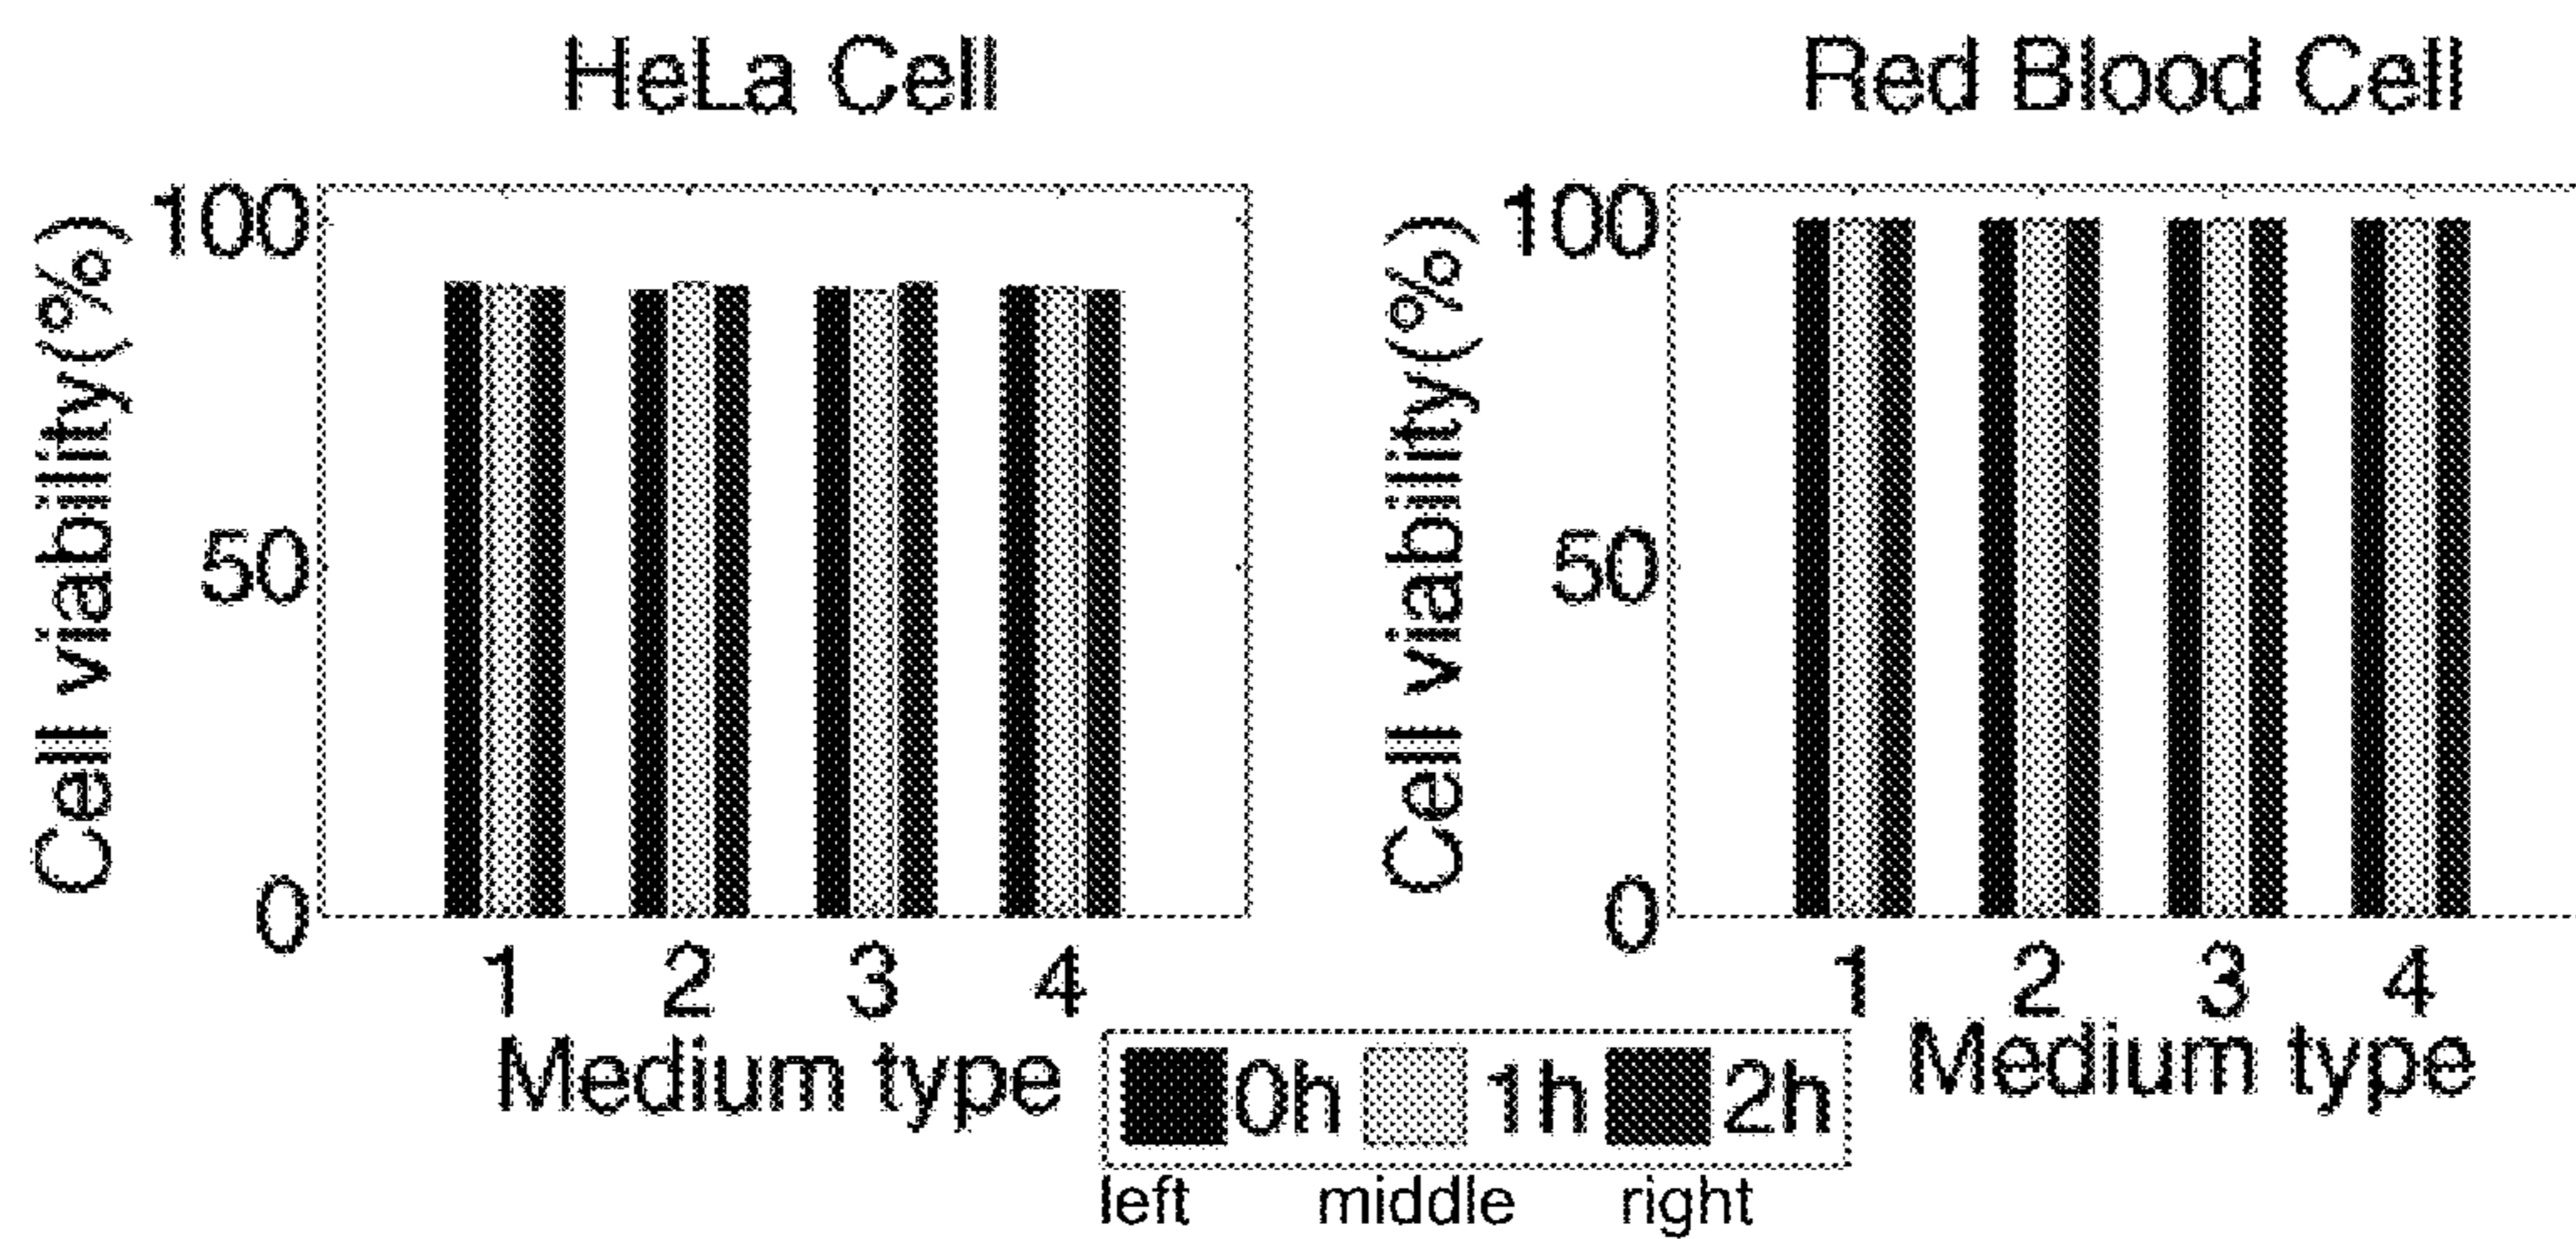 HeLa Cell
Cell viability(%)
100
50
0
1 2 3 4
Medium type
Red Blood Cell
Cell viability(%)
100
50
0
1 2 3 4
Medium type
0h 1h 2h
left middle right